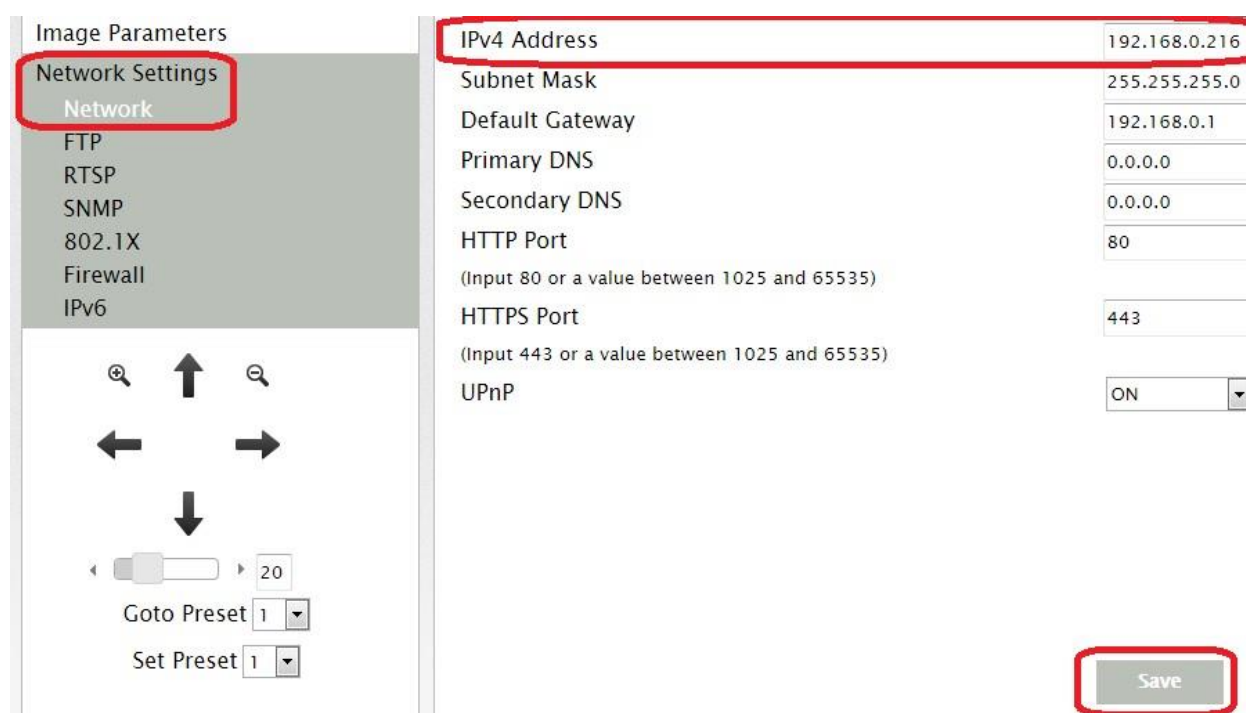 Image Parameters
Network Settings
Network
FTP
RTSP
SNMP
802.1X
Firewall
IPv6
20
Goto Preset 1
Set Preset 1
IPv4 Address 192.168.0.216
Subnet Mask 255.255.255.0
Default Gateway 192.168.0.1
Primary DNS 0.0.0.0
Secondary DNS 0.0.0.0
HTTP Port 80
(Input 80 or a value between 1025 and 65535)
HTTPS Port 443
(Input 443 or a value between 1025 and 65535)
UPnP ON
Save